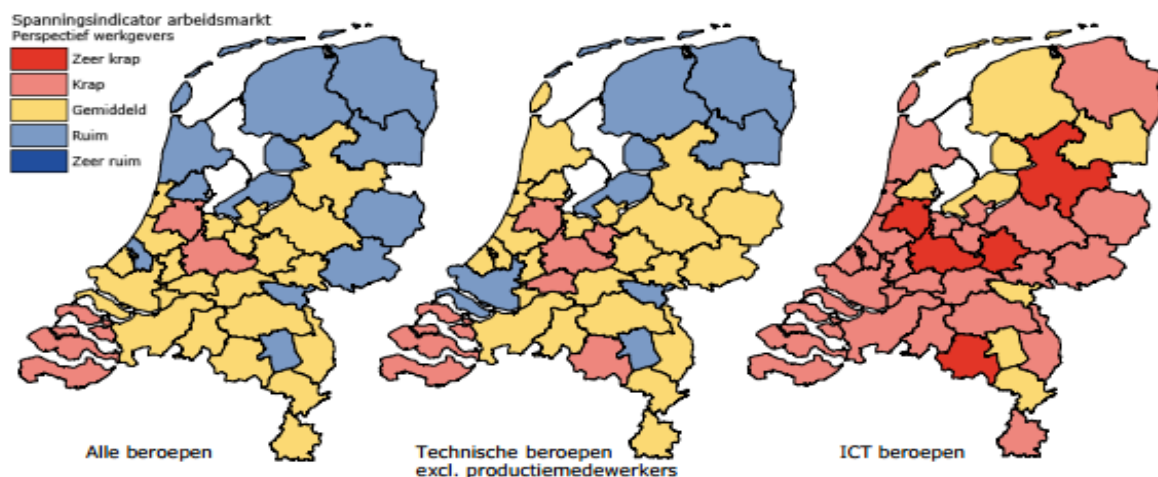 Spanningsindicator arbeidsmarkt
Perspectief werkgevers
Zeer krap
Krap
Gemiddeld
Ruim
Zeer ruim
Alle beroepen
Technische beroepen
excl. productiemedewerkers
ICT beroepen